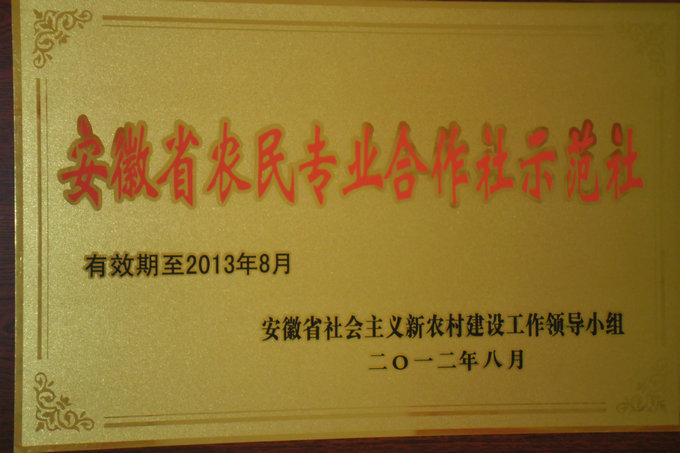 安徽省农民专业合作社示范社
有效期至2013年8月
安徽省社会主义新农村建设工作领导小组
二〇一二年八月